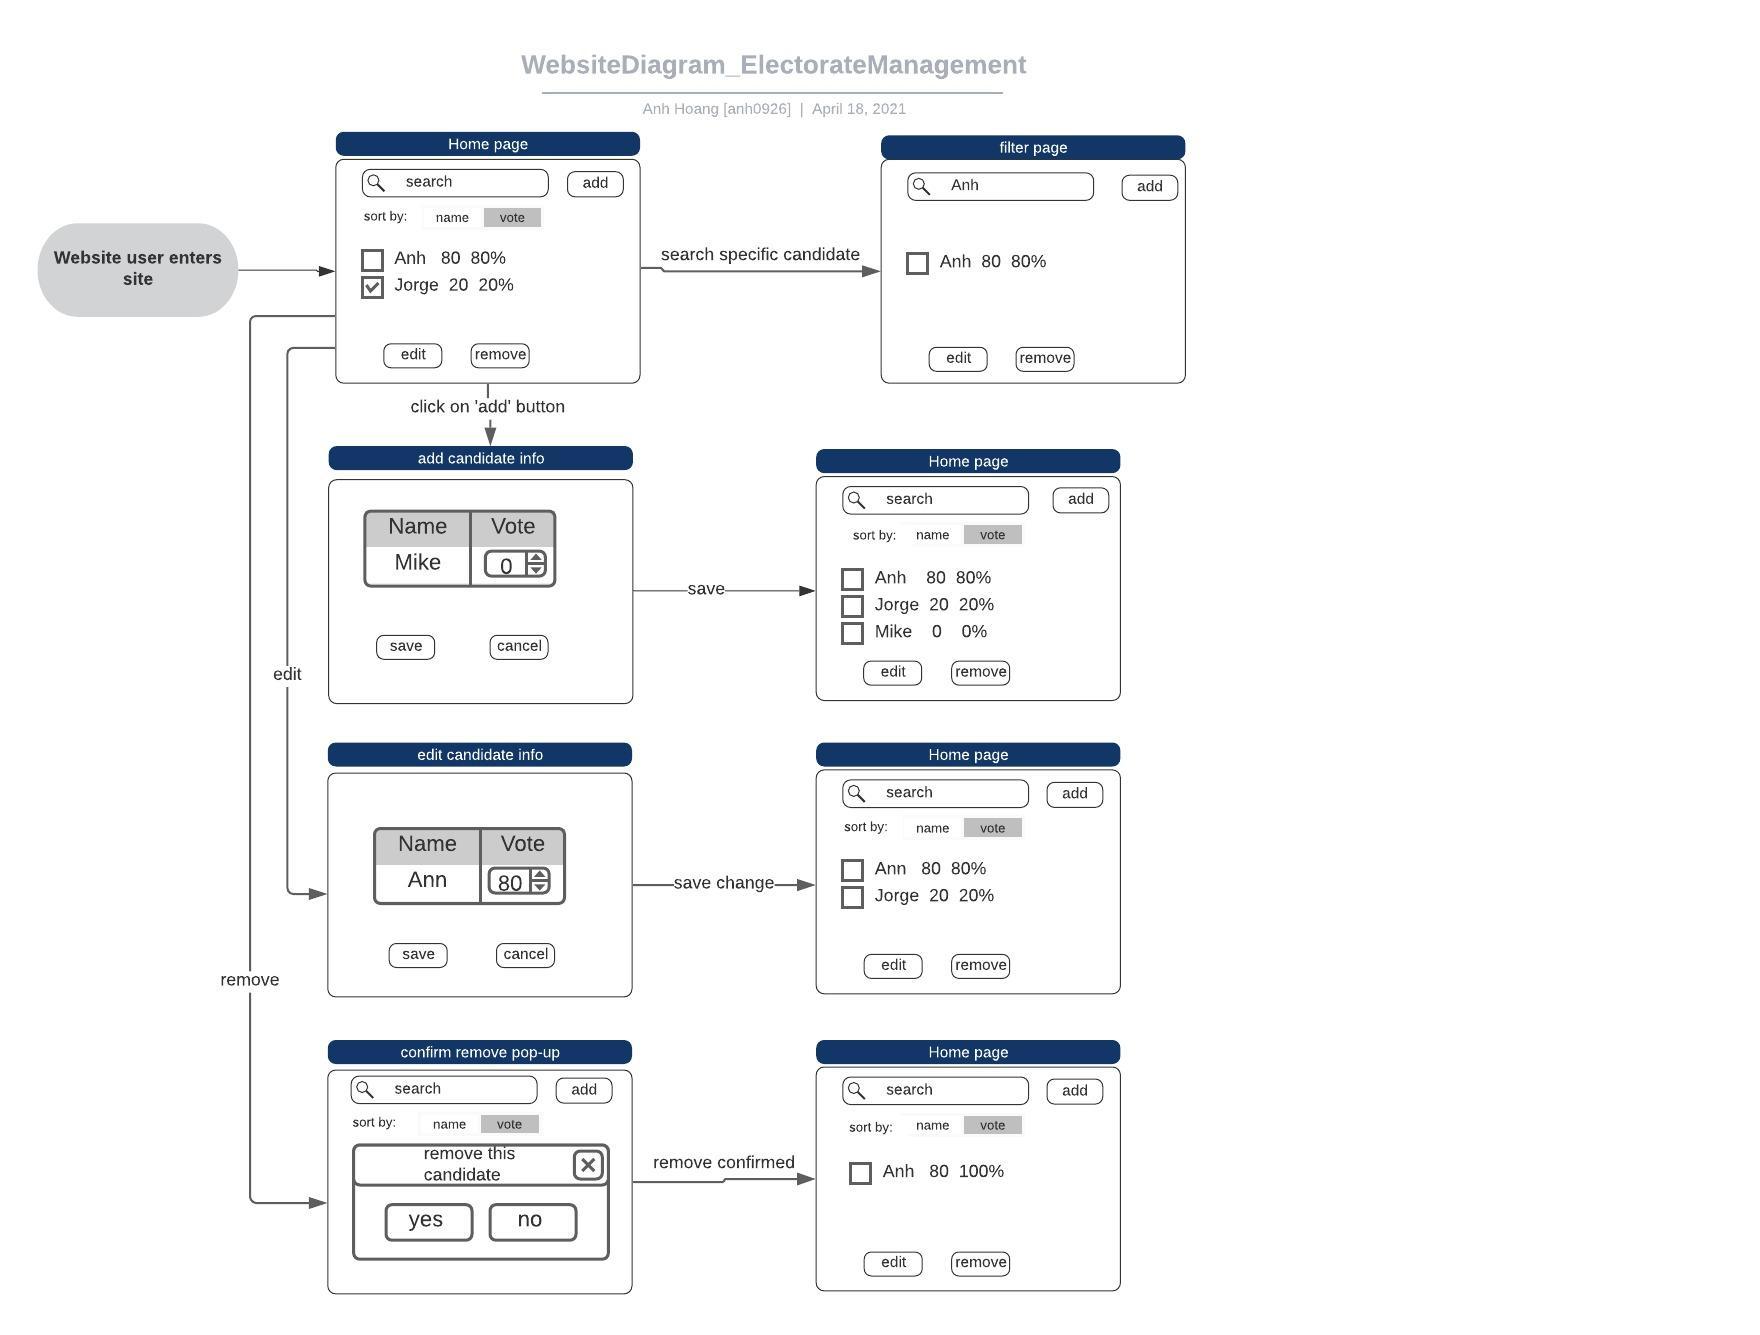 WebsiteDiagram_ElectorateManagement
Anh Hoang [anh0926] | April 18, 2021
Website user enters
site
Home page
search
add
sort by: name vote
Anh 80 80%
Jorge 20 20%
edit remove
search specific candidate
filter page
Anh
add
Anh 80 80%
edit remove
click on 'add' button
add candidate info
Name Vote
Mike 0
save cancel
save
Home page
search
add
sort by: name vote
Anh 80 80%
Jorge 20 20%
Mike 0 0%
edit remove
edit
edit candidate info
Name Vote
Ann 80
save cancel
save change
Home page
search
add
sort by: name vote
Ann 80 80%
Jorge 20 20%
edit remove
remove
confirm remove pop-up
search
add
sort by: name vote
remove this
candidate
yes no
remove confirmed
Home page
search
add
sort by: name vote
Anh 80 100%
edit remove